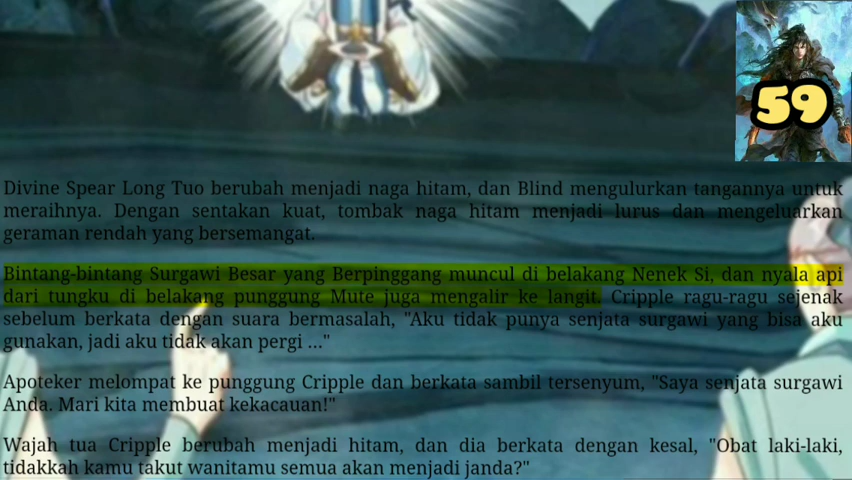 59
Divine Spear Long Tuo berubah menjadi naga hitam, dan Blind mengulurkan tangannya untuk
meraihnya. Dengan sentakan kuat, tombak naga hitam menjadi lurus dan mengeluarkan
geraman rendah yang bersemangat.
Bintang-bintang Surgawi Besar yang Berpinggang muncul di belakang Nenek Si, dan nyala api
dari tungku di belakang punggung Mute juga mengalir ke langit. Cripple ragu-ragu sejenak
sebelum berkata dengan suara bermasalah, "Aku tidak punya senjata surgawi yang bisa aku
gunakan, jadi aku tidak akan pergi ..."
Apoteker melompat ke punggung Cripple dan berkata sambil tersenyum, "Saya senjata surgawi
Anda. Mari kita membuat kekacauan!"
Wajah tua Cripple berubah menjadi hitam, dan dia berkata dengan kesal, "Obat laki-laki,
tidakkah kamu takut wanitamu semua akan menjadi janda?"